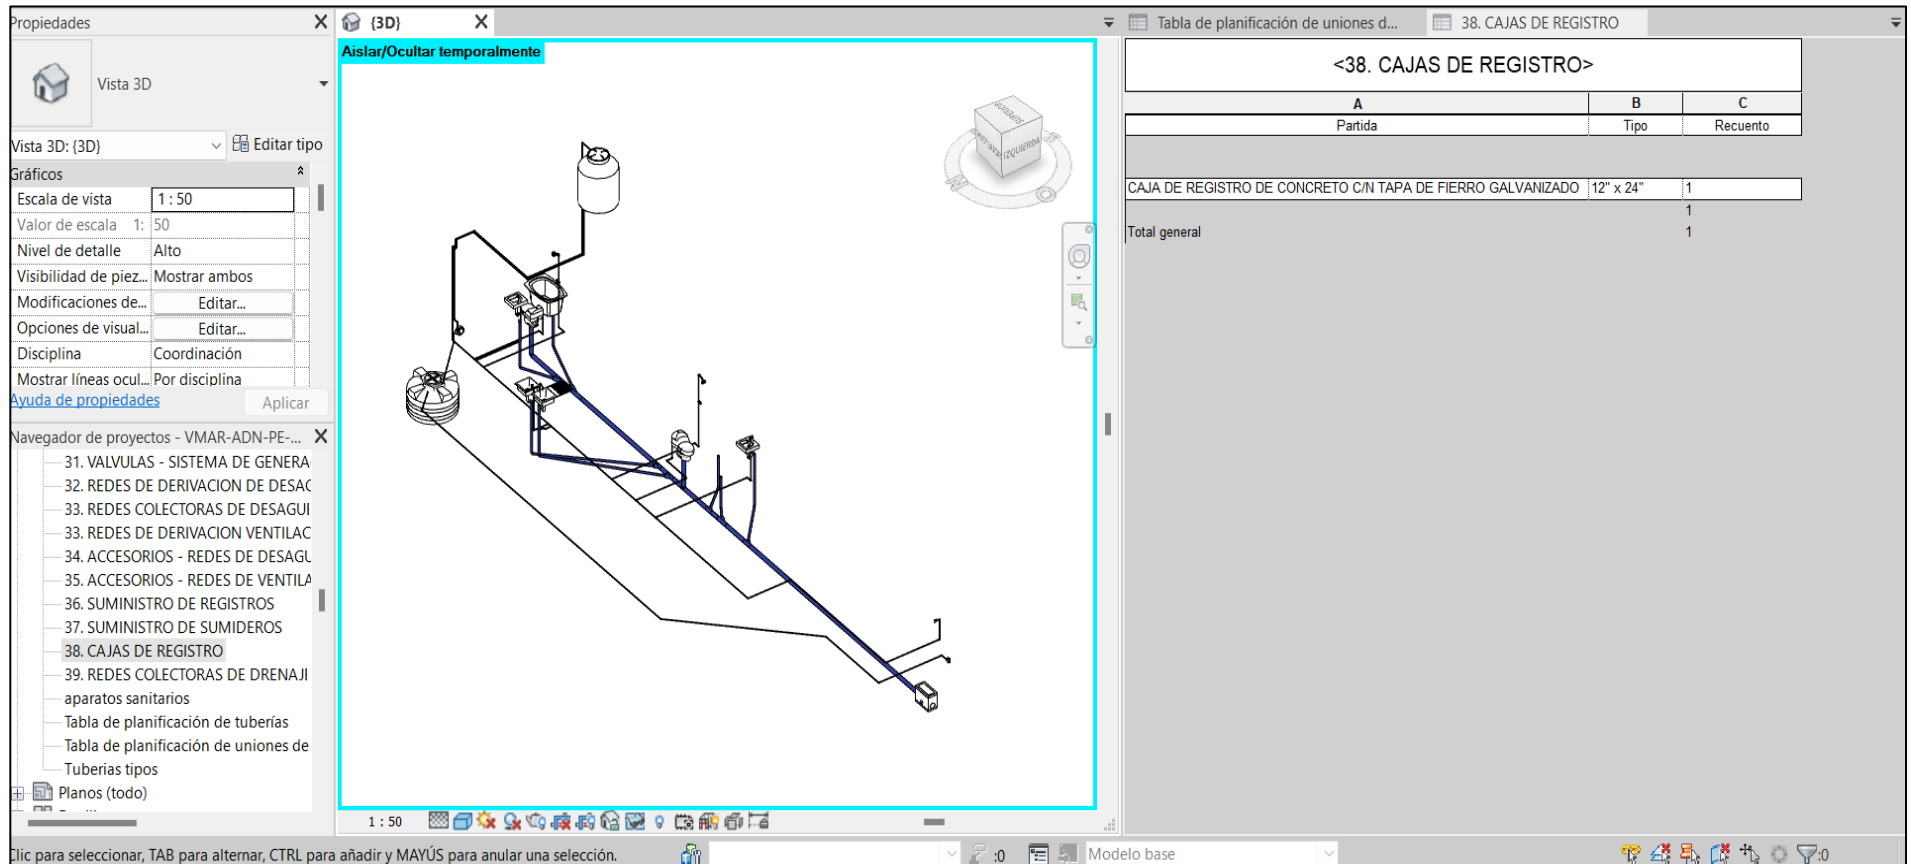 Propiedades
{3D}
Tabla de planificación de uniones d...
38. CAJAS DE REGISTRO
Aislar/Ocultar temporalmente
Vista 3D
Vista 3D: {3D}
Editar tipo
Gráficos
Escala de vista 1 : 50
Valor de escala 1: 50
Nivel de detalle Alto
Visibilidad de piez... Mostrar ambos
Modificaciones de... Editar...
Opciones de visual... Editar...
Disciplina Coordinación
Mostrar líneas ocul... Por disciplina
Ayuda de propiedades
Aplicar
Navegador de proyectos - VMAR-ADN-PE-...
31. VALVULAS - SISTEMA DE GENERA
32. REDES DE DERIVACION DE DESAG
33. REDES COLECTORAS DE DESAGUE
33. REDES DE DERIVACION VENTILAC
34. ACCESORIOS - REDES DE DESAGU
35. ACCESORIOS - REDES DE VENTILA
36. SUMINISTRO DE REGISTROS
37. SUMINISTRO DE SUMIDEROS
38. CAJAS DE REGISTRO
39. REDES COLECTORAS DE DRENAJE
aparatos sanitarios
Tabla de planificación de tuberías
Tabla de planificación de uniones de
Tuberias tipos
Planos (todo)
IZQUIERDA
N
O
1 : 50
<38. CAJAS DE REGISTRO>
A B C
Partida Tipo Recuento
CAJA DE REGISTRO DE CONCRETO C/N TAPA DE FIERRO GALVANIZADO 12" x 24" 1
1
Total general 1
Clic para seleccionar, TAB para alternar, CTRL para añadir y MAYÚS para anular una selección.
:0
Modelo base
:0